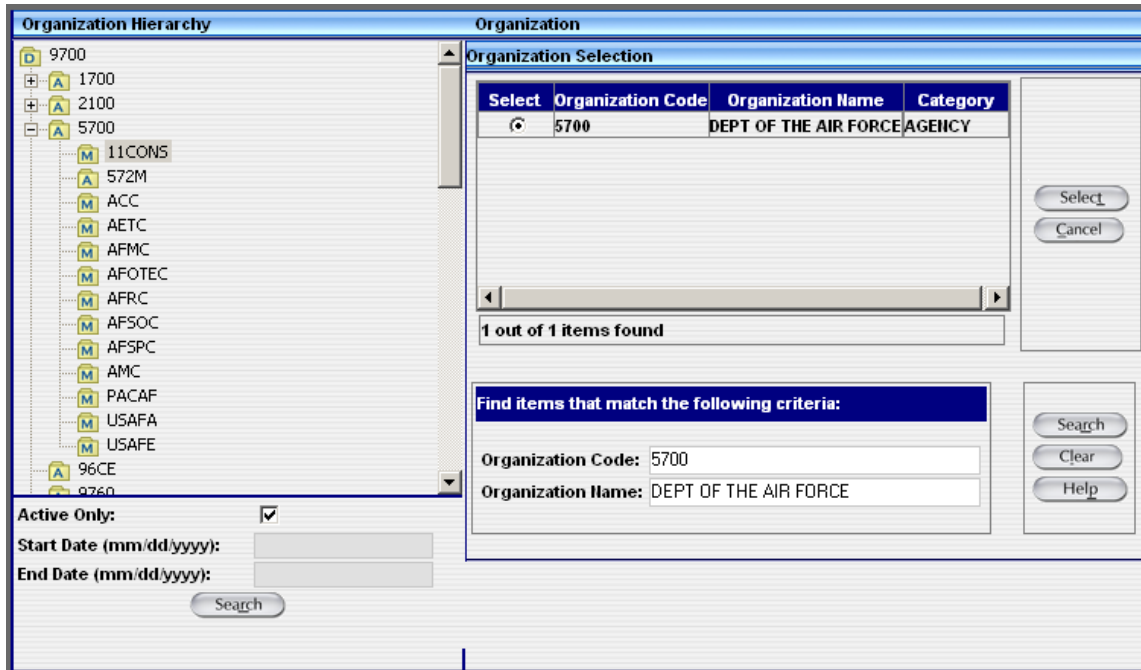 Organization Hierarchy
D 9700
A 1700
A 2100
A 5700
M 11CONS
A 572M
M ACC
M AETC
M AFMC
M AFOTEC
M AFRC
M AFSOC
M AFSPC
M AMC
M PACAF
M USAFA
M USAFE
A 96CE
9760
Active Only:
Start Date (mm/dd/yyyy):
End Date (mm/dd/yyyy):
Search
Organization
Organization Selection
Select Organization Code Organization Name Category
5700 DEPT OF THE AIR FORCE AGENCY
1 out of 1 items found
Select
Cancel
Find items that match the following criteria:
Organization Code: 5700
Organization Name: DEPT OF THE AIR FORCE
Search
Clear
Help